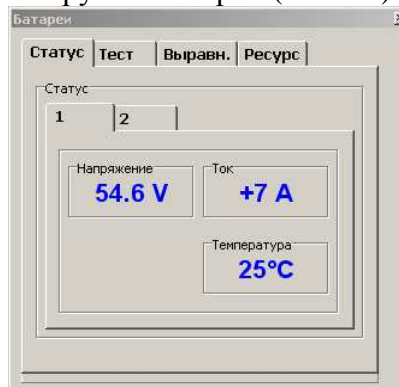 Батареи
Статус Тест Выравн. Ресурс
Статус
1 2
Напряжение Ток
54.6 V +7 A
Температура
25°C